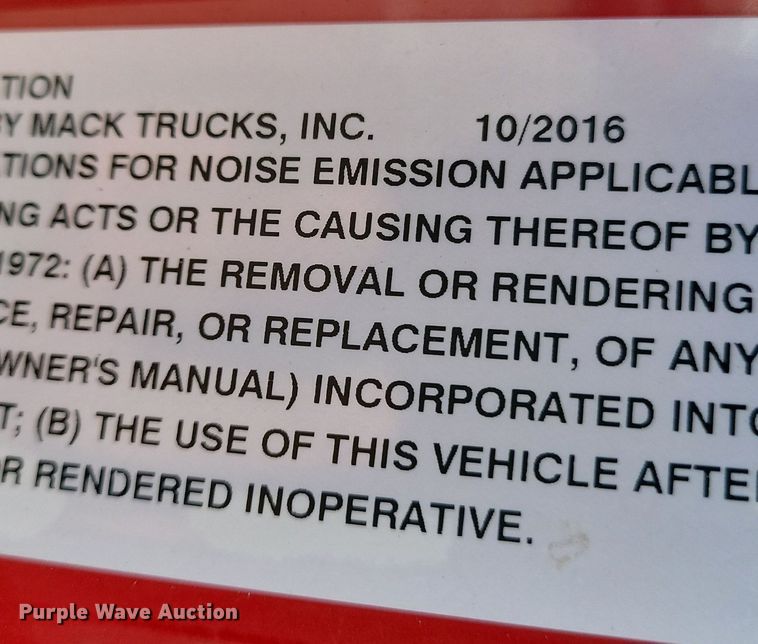 TION
BY MACK TRUCKS, INC. 10/2016
TIONS FOR NOISE EMISSION APPLICABL
NG ACTS OR THE CAUSING THEREOF BY
1972: (A) THE REMOVAL OR RENDERING
CE, REPAIR, OR REPLACEMENT, OF ANY
WNER'S MANUAL) INCORPORATED INTO
T; (B) THE USE OF THIS VEHICLE AFTE
R RENDERED INOPERATIVE.
Purple Wave Auction